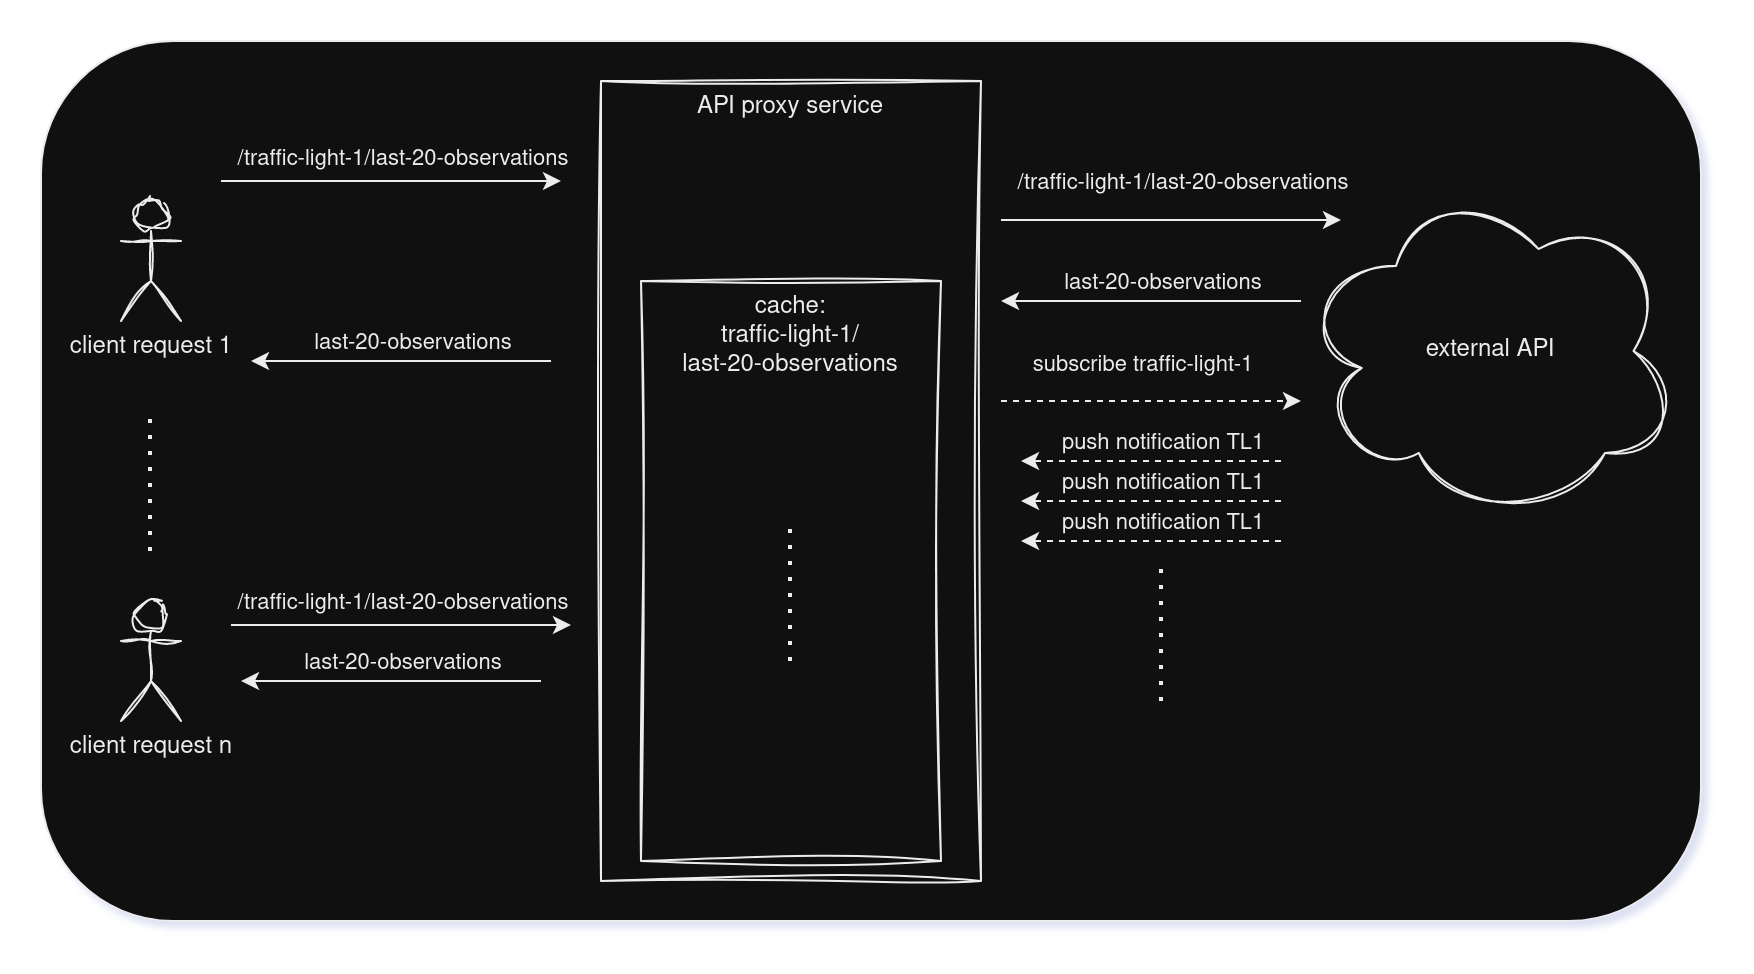 API proxy service
/traffic-light-1/last-20-observations
/traffic-light-1/last-20-observations
last-20-observations
cache:
traffic-light-1/
last-20-observations
client request 1
last-20-observations
subscribe traffic-light-1
external API
push notification TL1
push notification TL1
push notification TL1
/traffic-light-1/last-20-observations
last-20-observations
client request n